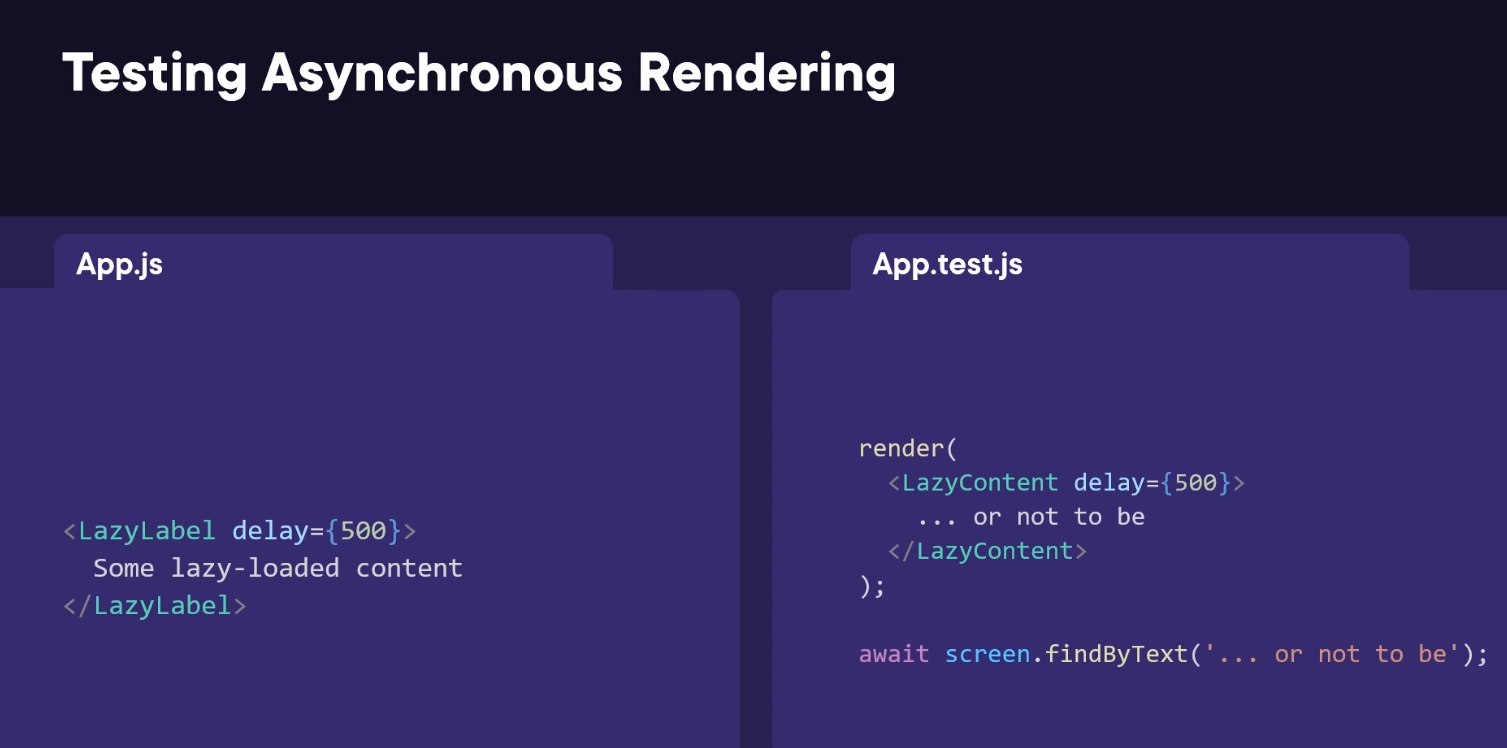 Testing Asynchronous Rendering
App.js
<LazyLabel delay={500}>
Some lazy-loaded content
</LazyLabel>
App.test.js
render(
<LazyContent delay={500}>
... or not to be
</LazyContent>
);
await screen.findByText('... or not to be');